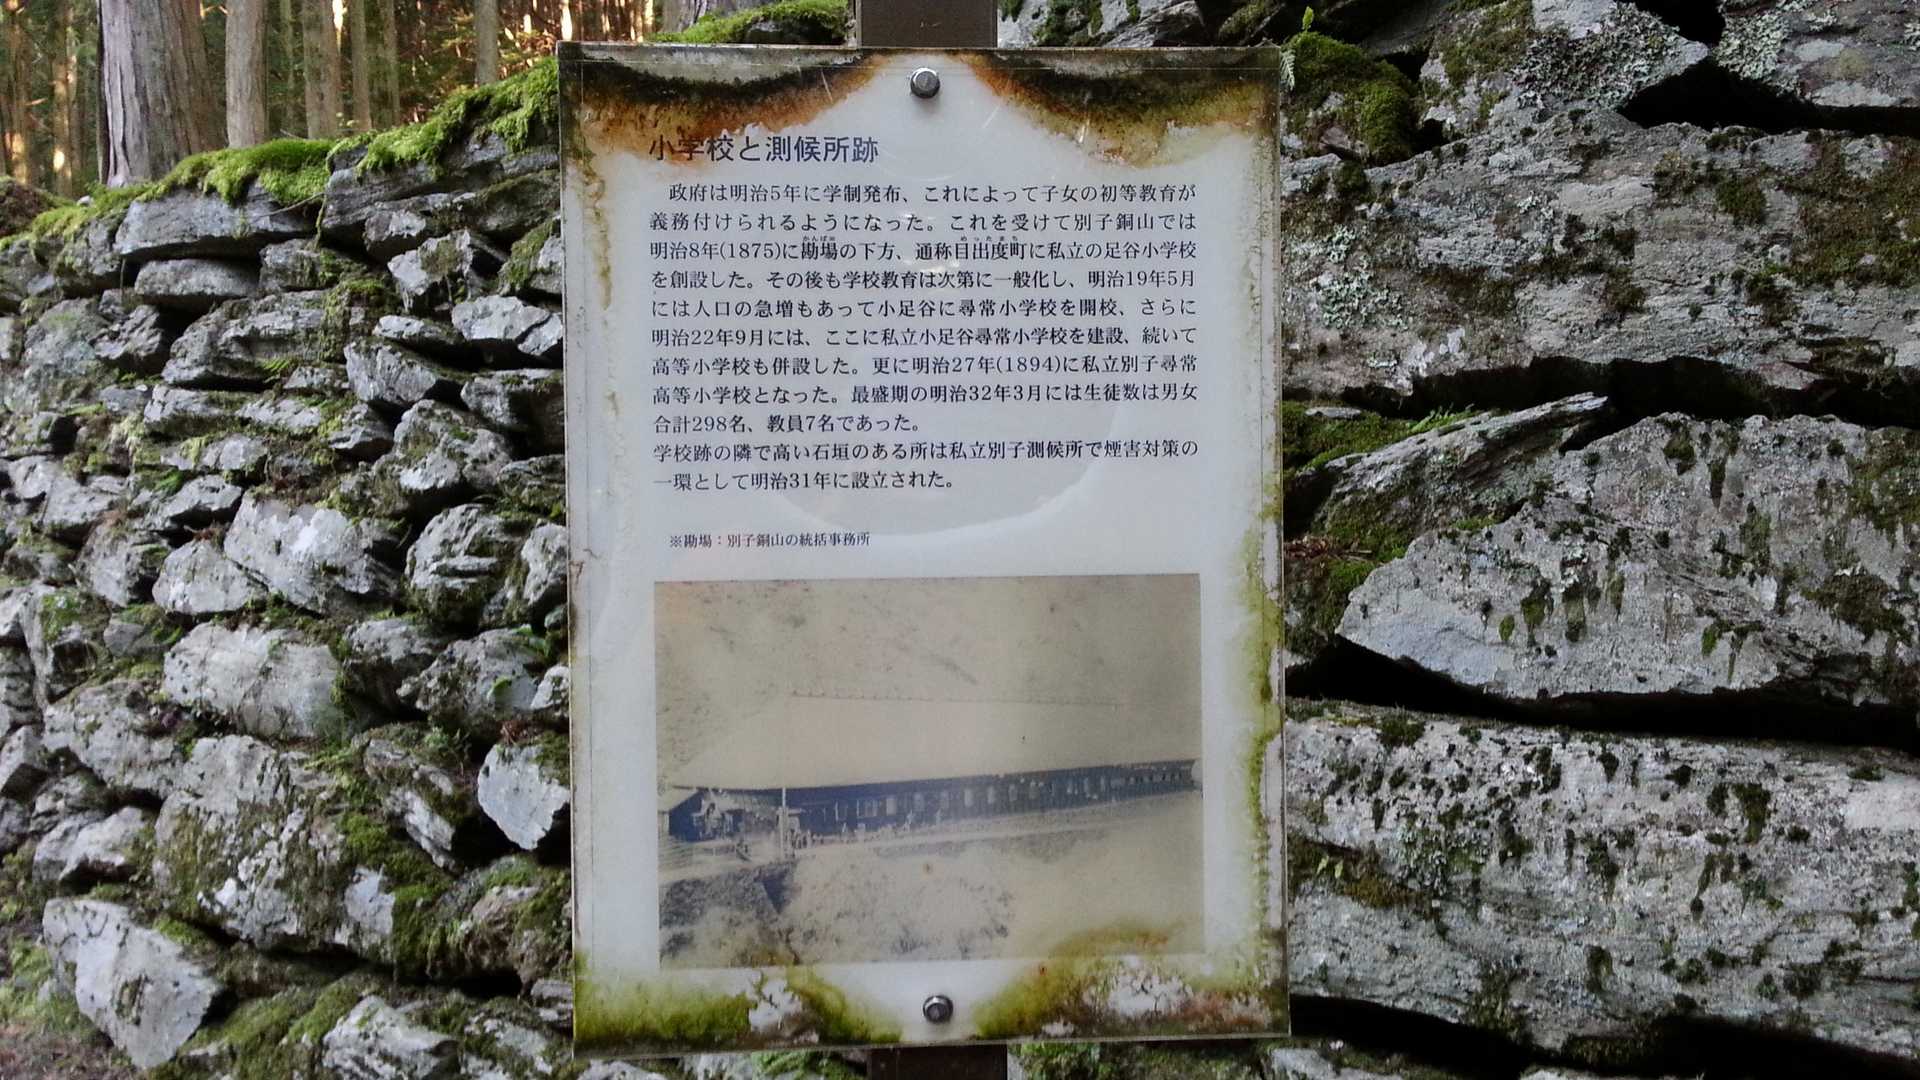 小学校と測候所跡
政府は明治5年に学制発布、これによって子女の初等教育が
義務付けられるようになった。これを受けて別子銅山では
明治8年(1875)に勘場の下方、通称目出度町に私立の足谷小学校
を創設した。その後も学校教育は次第に一般化し、明治19年5月
には人口の急増もあって小足谷に尋常小学校を開校、さらに
明治22年9月には、ここに私立小足谷尋常小学校を建設、続いて
高等小学校も併設した。更に明治27年(1894)に私立別子尋常
高等小学校となった。最盛期の明治32年3月には生徒数は男女
合計298名、教員7名であった。
学校跡の隣で高い石垣のある所は私立別子測候所で煙害対策の
一環として明治31年に設立された。
※勘場：別子銅山の統括事務所